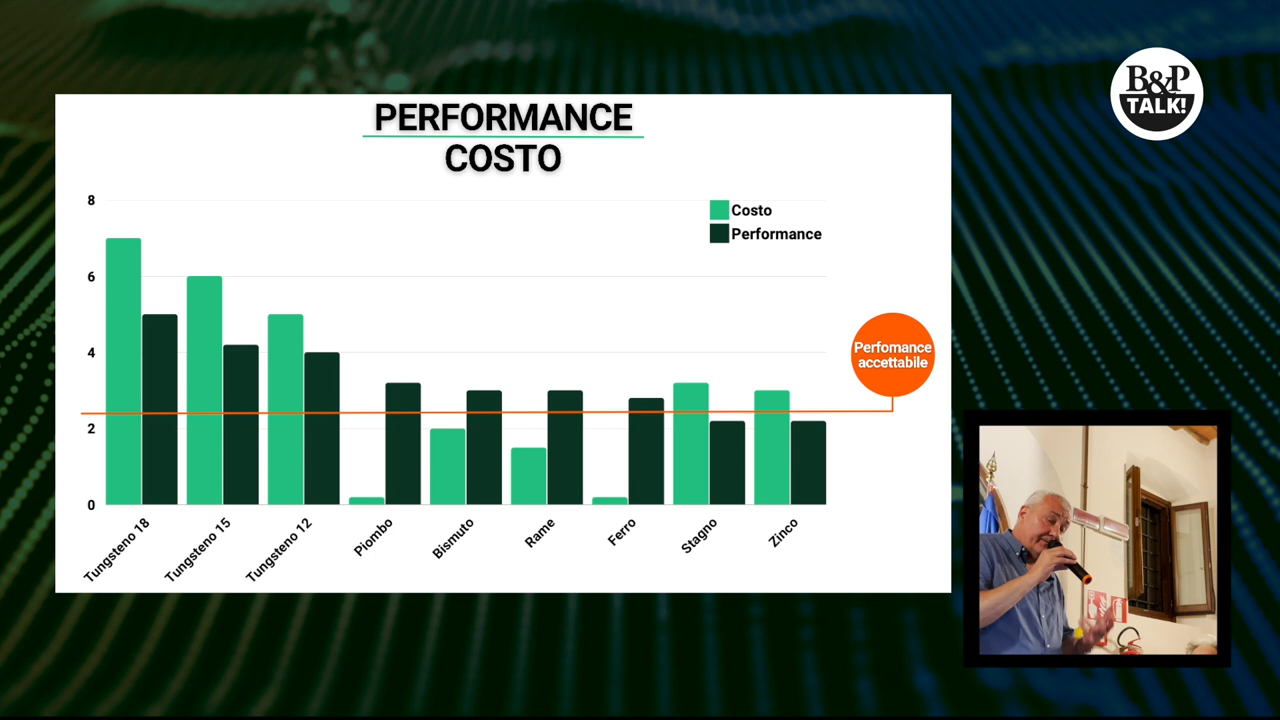 PERFORMANCE
COSTO
B&P
TALK!
8
6
4
2
0
Costo
Performance
Perfomance
accettabile
Tungsteno 18
Tungsteno 15
Tungsteno 12
Piombo
Bismuto
Rame
Ferro
Stagno
Zinco